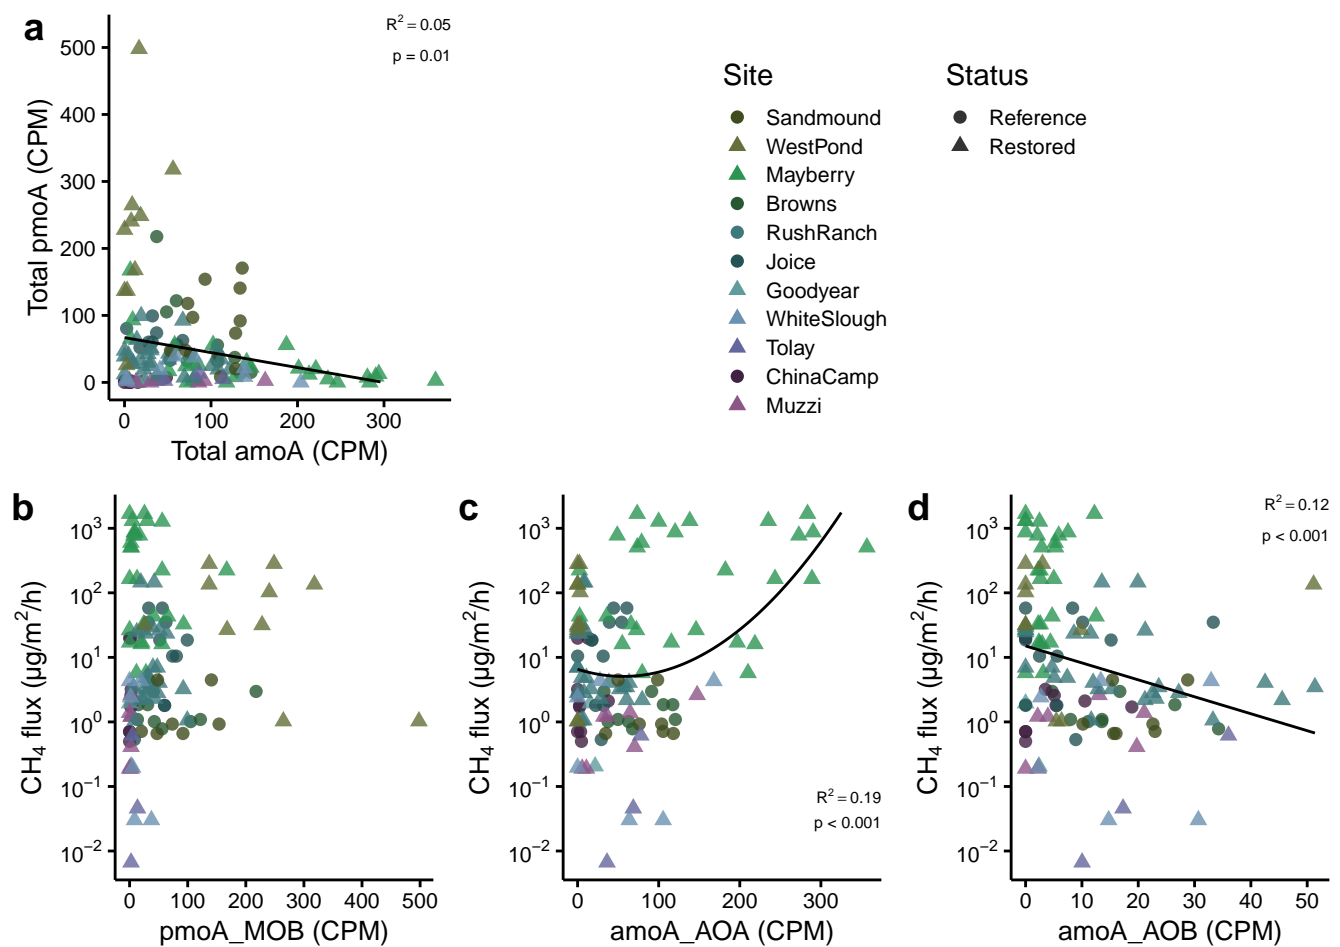 a
R² = 0.05
p = 0.01
500
400
300
200
100
0
Total pmoA (CPM)
0 100 200 300
Total amoA (CPM)
Site
Sandmound
WestPond
Mayberry
Browns
RushRanch
Joice
Goodyear
WhiteSlough
Tolay
ChinaCamp
Muzzi
Status
Reference
Restored
b
10³
10²
10¹
10⁰
10⁻¹
10⁻²
CH₄ flux (µg/m²/h)
0 100 200 300 400 500
pmoA_MOB (CPM)
c
10³
10²
10¹
10⁰
10⁻¹
10⁻²
CH₄ flux (µg/m²/h)
R² = 0.19
p < 0.001
0 100 200 300
amoA_AOA (CPM)
d
R² = 0.12
p < 0.001
10³
10²
10¹
10⁰
10⁻¹
10⁻²
CH₄ flux (µg/m²/h)
0 10 20 30 40 50
amoA_AOB (CPM)